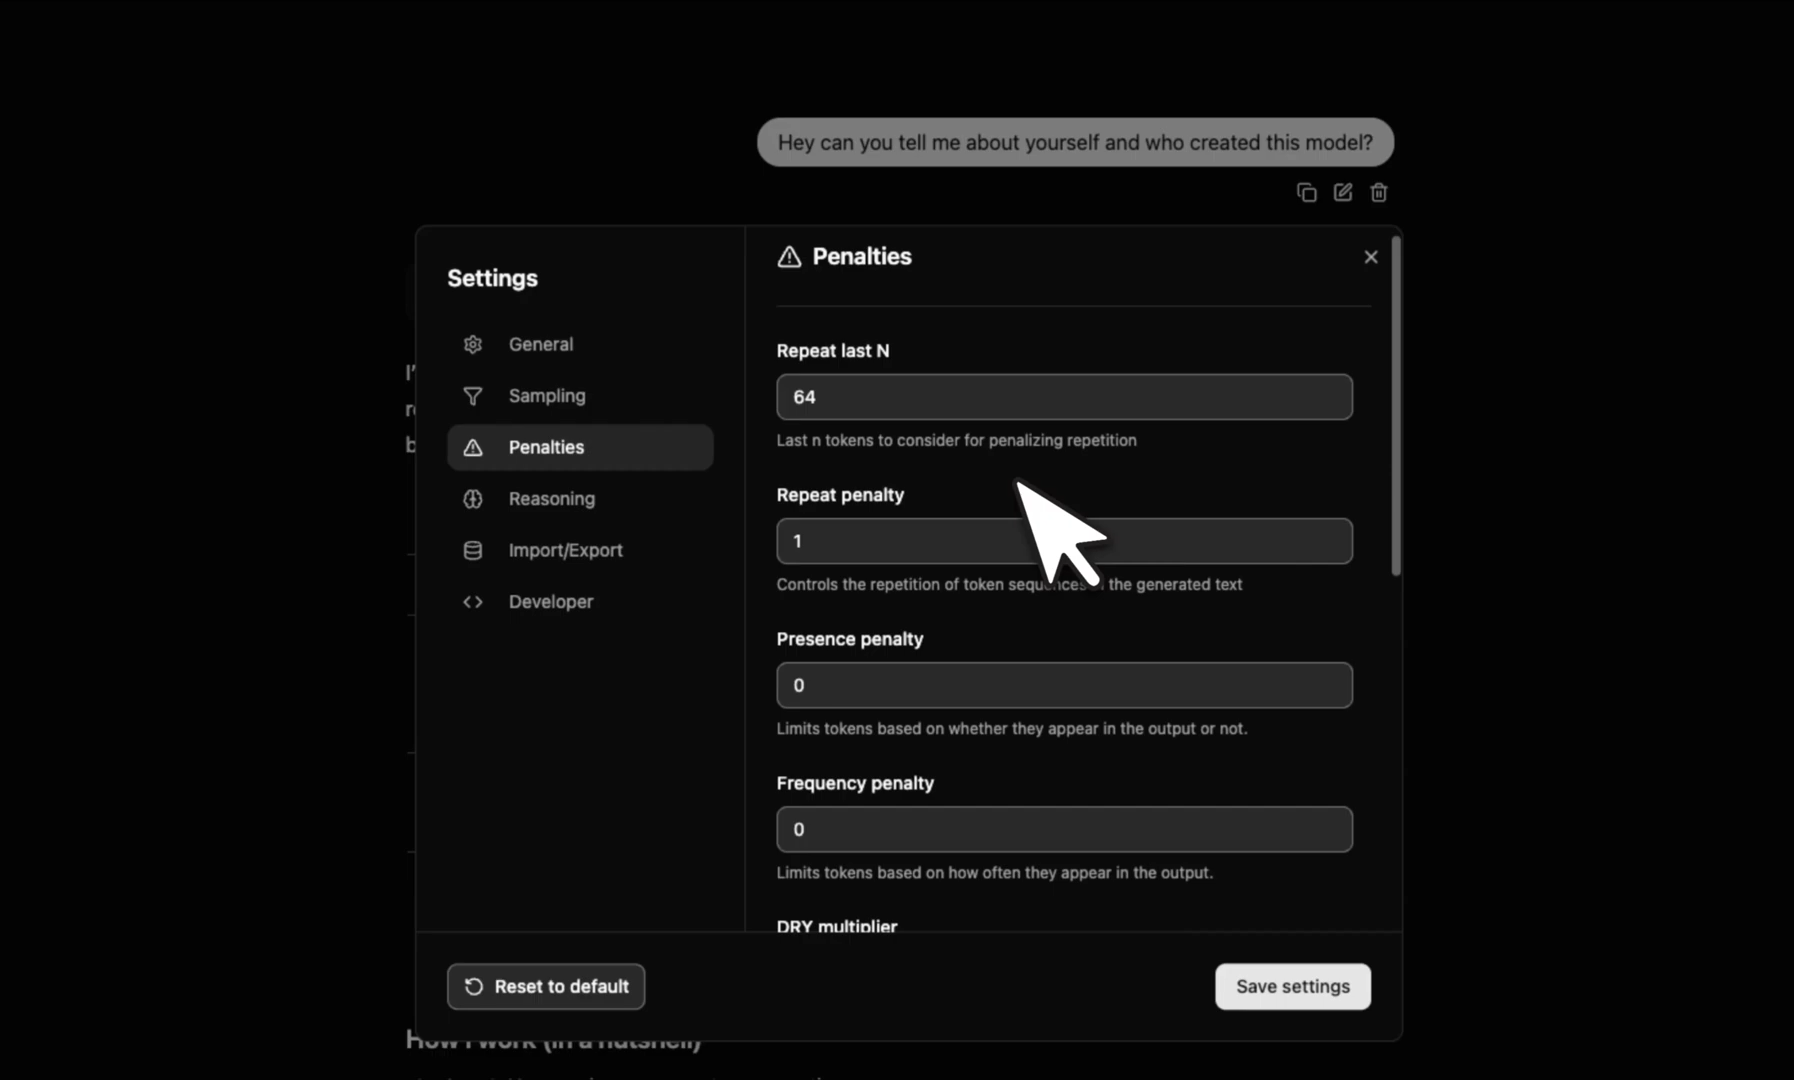 Hey can you tell me about yourself and who created this model?
Settings
General
Sampling
Penalties
Reasoning
Import/Export
Developer
Penalties
Repeat last N
64
Last n tokens to consider for penalizing repetition
Repeat penalty
1
Controls the repetition of token sequences the generated text
Presence penalty
0
Limits tokens based on whether they appear in the output or not.
Frequency penalty
0
Limits tokens based on how often they appear in the output.
DRY multiplier
Reset to default
Save settings
How I work (in a nutshell)